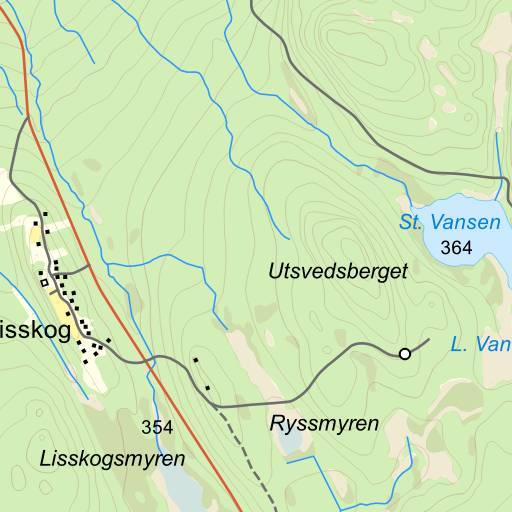 St. Vansen
364
Utsvedsberget
isskog
L. Van
Ryssmyren
354
Lisskogsmyren